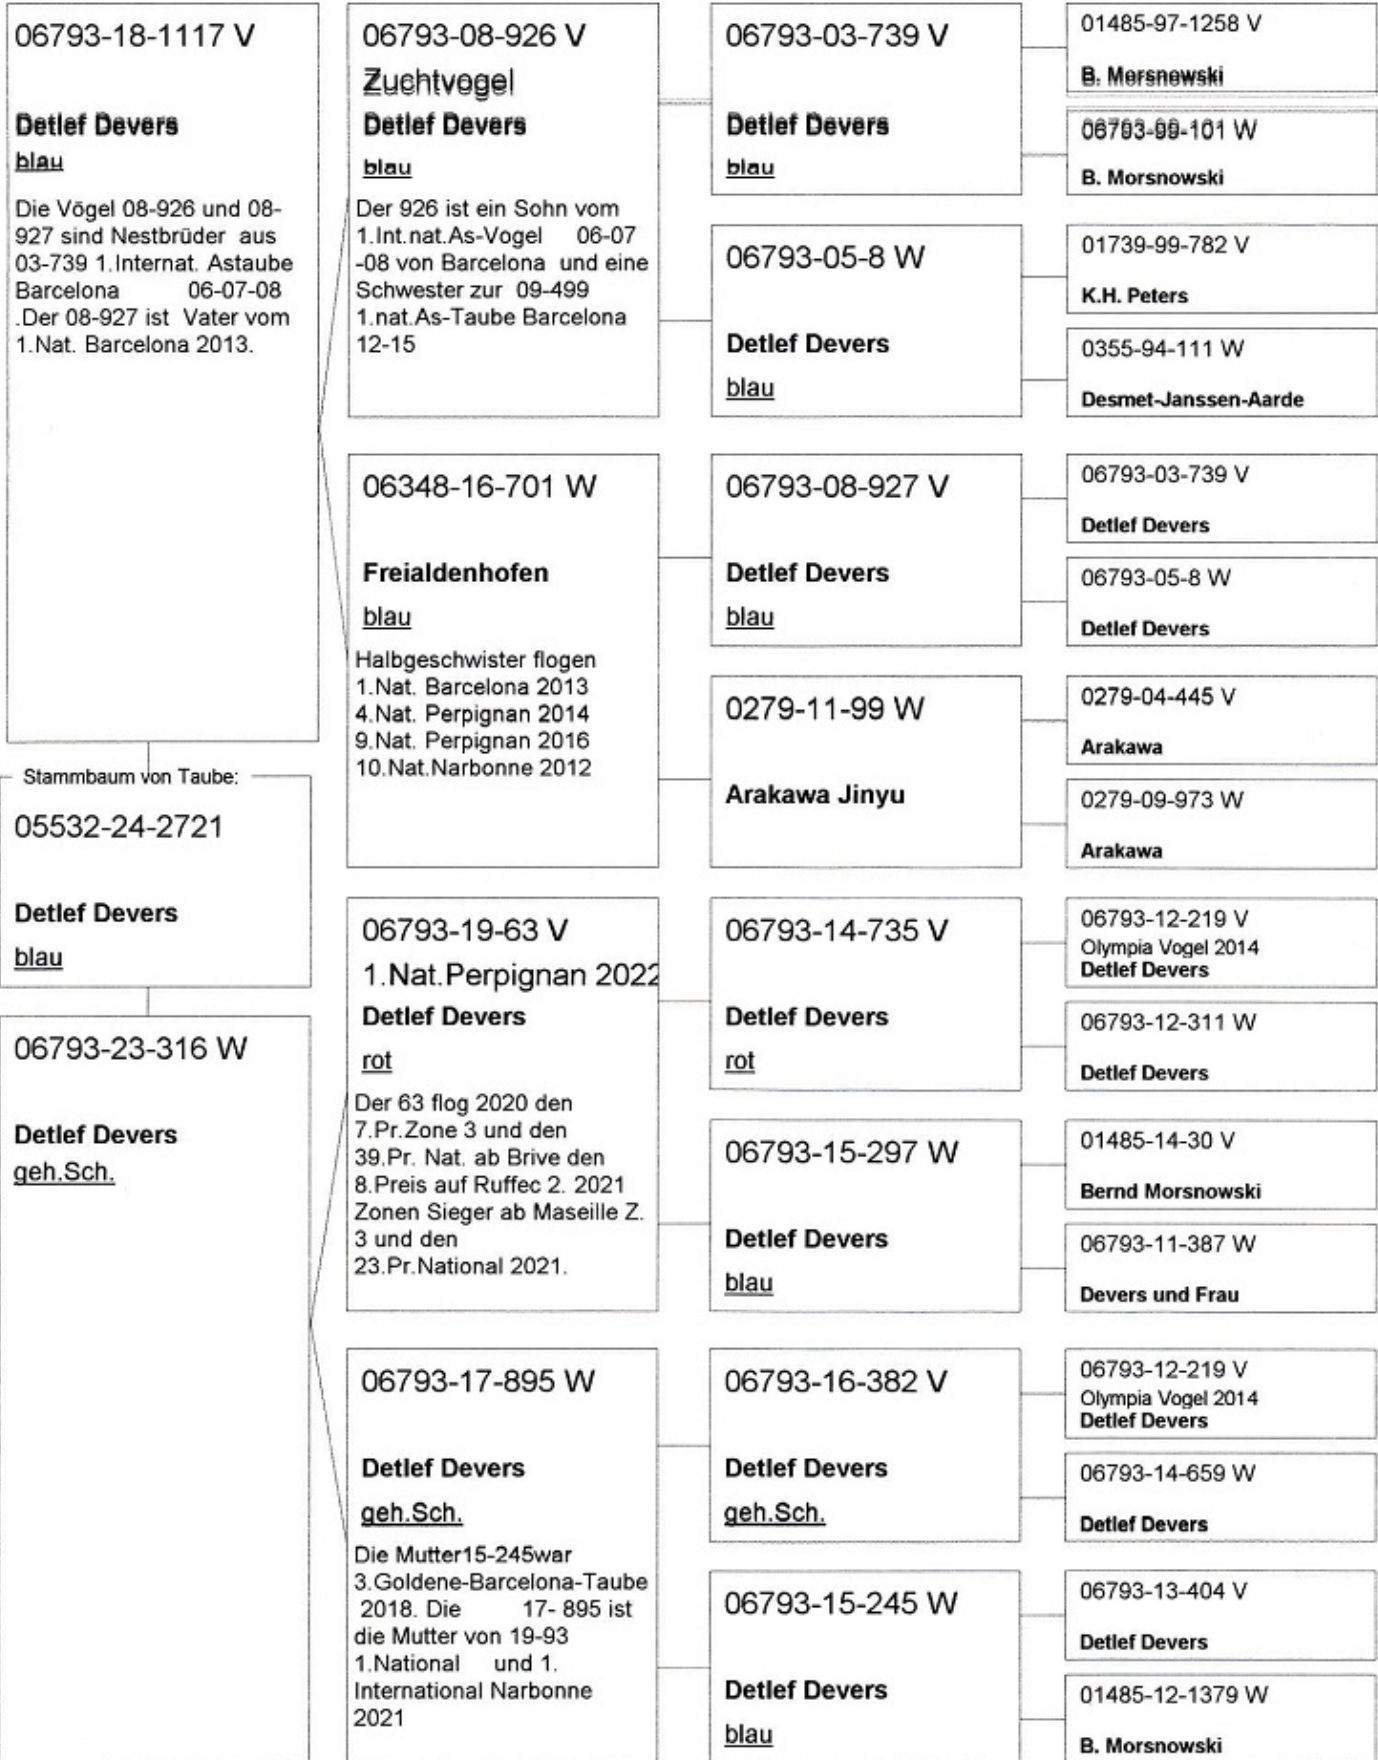 06793-18-1117 V
Detlef Devers
blau
Die Vögel 08-926 und 08-
927 sind Nestbrüder aus
03-739 1.Internat. Astaube
Barcelona 06-07-08
.Der 08-927 ist Vater vom
1.Nat. Barcelona 2013.
Stammbaum von Taube:
05532-24-2721
Detlef Devers
blau
06793-23-316 W
Detlef Devers
geh.Sch.
06793-08-926 V
Zuchtvogel
Detlef Devers
blau
Der 926 ist ein Sohn vom
1.Int.nat.As-Vogel 06-07
-08 von Barcelona und eine
Schwester zur 09-499
1.nat.As-Taube Barcelona
12-15
06348-16-701 W
Freialdenhofen
blau
Halbgeschwister flogen
1.Nat. Barcelona 2013
4.Nat. Perpignan 2014
9.Nat. Perpignan 2016
10.Nat.Narbonne 2012
06793-19-63 V
1.Nat.Perpignan 2022
Detlef Devers
rot
Der 63 flog 2020 den
7.Pr.Zone 3 und den
39.Pr. Nat. ab Brive den
8.Preis auf Ruffec 2. 2021
Zonen Sieger ab Maseille Z.
3 und den
23.Pr.National 2021.
06793-17-895 W
Detlef Devers
geh.Sch.
Die Mutter15-245war
3.Goldene-Barcelona-Taube
2018. Die 17- 895 ist
die Mutter von 19-93
1.National und 1.
International Narbonne
2021
06793-03-739 V
Detlef Devers
blau
06793-05-8 W
Detlef Devers
blau
06793-08-927 V
Detlef Devers
blau
0279-11-99 W
Arakawa Jinyu
06793-14-735 V
Detlef Devers
rot
06793-15-297 W
Detlef Devers
blau
06793-16-382 V
Detlef Devers
geh.Sch.
06793-15-245 W
Detlef Devers
blau
01485-97-1258 V
B. Morsnowski
06793-99-101 W
B. Morsnowski
01739-99-782 V
K.H. Peters
0355-94-111 W
Desmet-Janssen-Aarde
06793-03-739 V
Detlef Devers
06793-05-8 W
Detlef Devers
0279-04-445 V
Arakawa
0279-09-973 W
Arakawa
06793-12-219 V
Olympia Vogel 2014
Detlef Devers
06793-12-311 W
Detlef Devers
01485-14-30 V
Bernd Morsnowski
06793-11-387 W
Devers und Frau
06793-12-219 V
Olympia Vogel 2014
Detlef Devers
06793-14-659 W
Detlef Devers
06793-13-404 V
Detlef Devers
01485-12-1379 W
B. Morsnowski